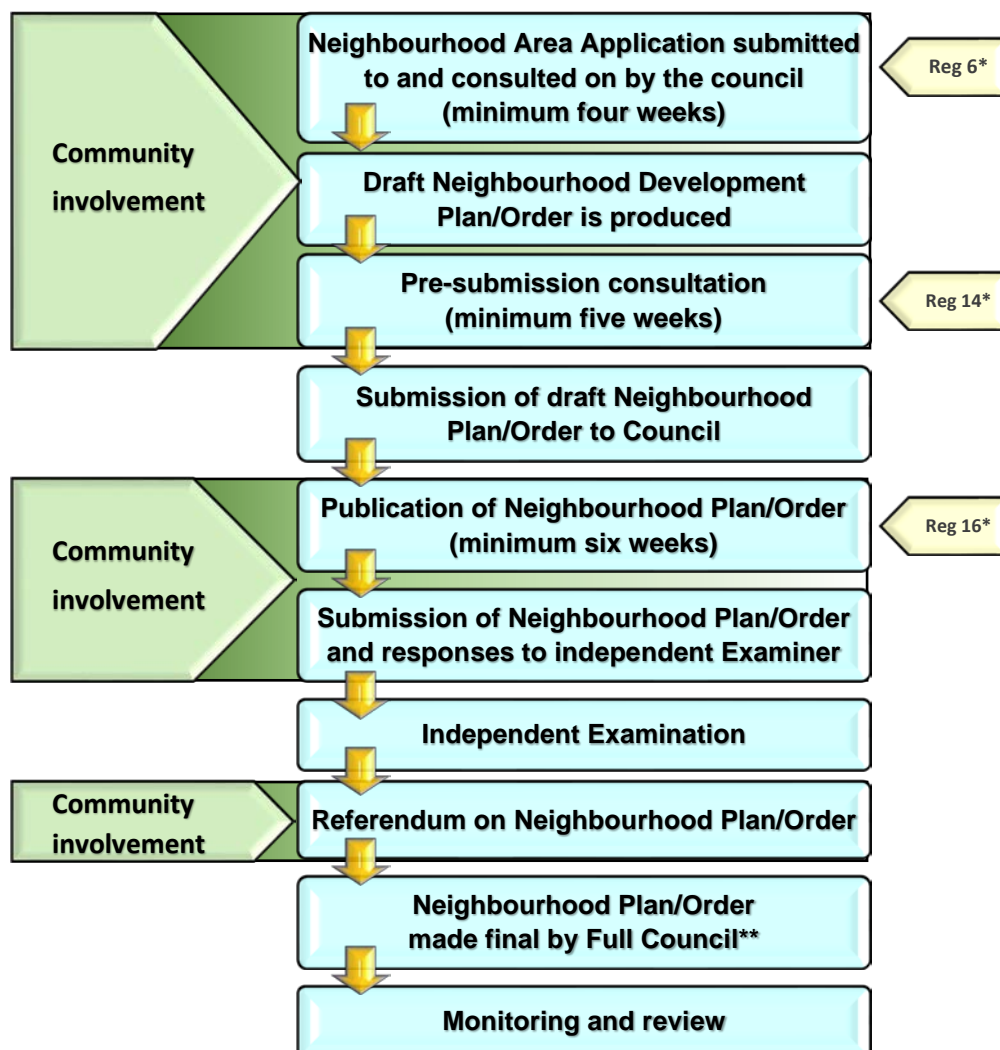 Neighbourhood Area Application submitted
to and consulted on by the council
(minimum four weeks)
Reg 6*
Community
involvement
Draft Neighbourhood Development
Plan/Order is produced
Pre-submission consultation
(minimum five weeks)
Reg 14*
Submission of draft Neighbourhood
Plan/Order to Council
Publication of Neighbourhood Plan/Order
(minimum six weeks)
Reg 16*
Community
involvement
Submission of Neighbourhood Plan/Order
and responses to independent Examiner
Independent Examination
Community
involvement
Referendum on Neighbourhood Plan/Order
Neighbourhood Plan/Order
made final by Full Council**
Monitoring and review